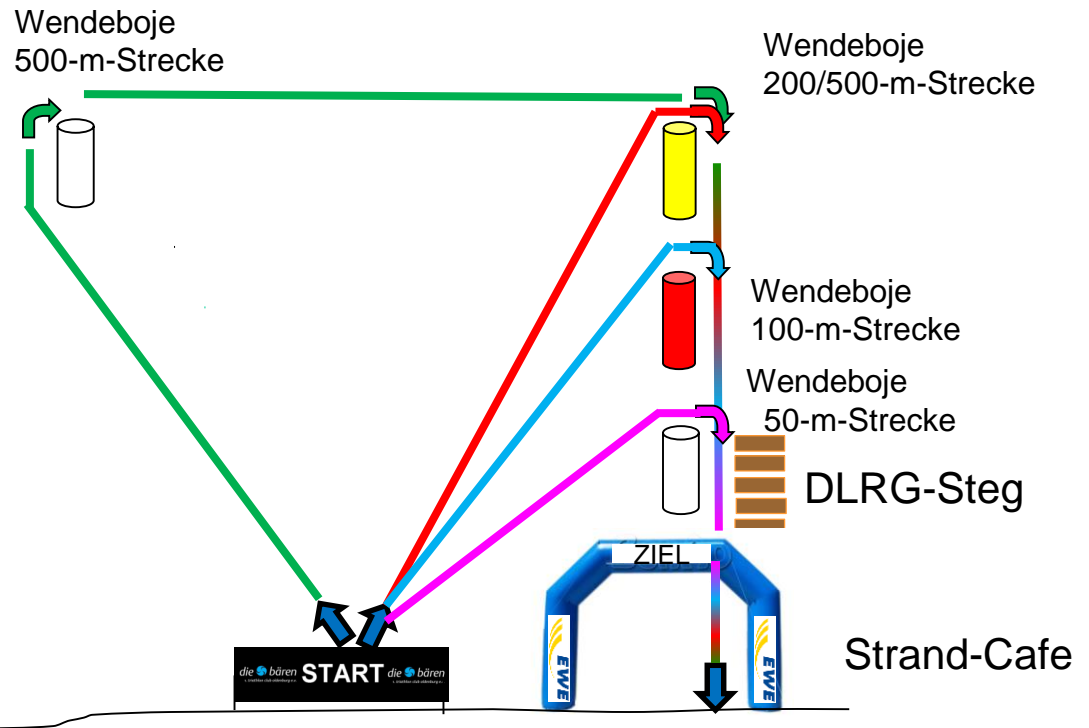 Wendeboje
500-m-Strecke
Wendeboje
200/500-m-Strecke
Wendeboje
100-m-Strecke
Wendeboje
50-m-Strecke
DLRG-Steg
ZIEL
EWE
EWE
Strand-Cafe
die bären START die bären